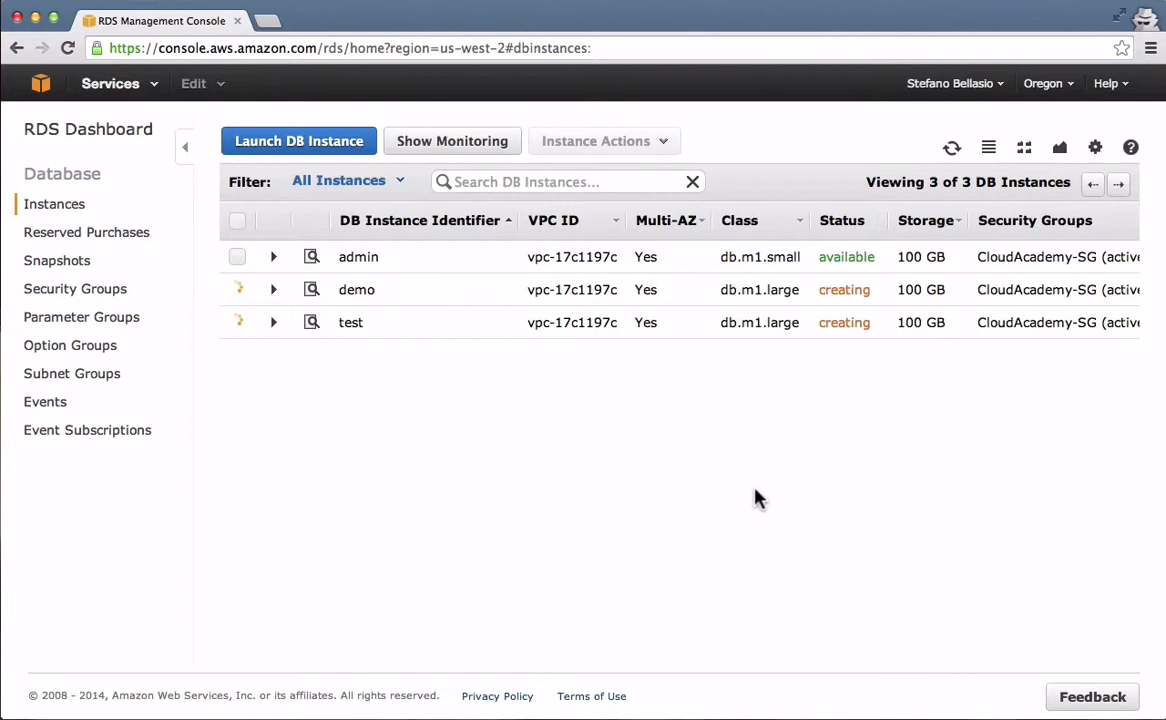 RDS Management Console
https://console.aws.amazon.com/rds/home?region=us-west-2#dbinstances:
Services Edit Stefano Bellasio Oregon Help
RDS Dashboard
Database
Instances
Reserved Purchases
Snapshots
Security Groups
Parameter Groups
Option Groups
Subnet Groups
Events
Event Subscriptions
Launch DB Instance Show Monitoring Instance Actions
Filter: All Instances Search DB Instances... Viewing 3 of 3 DB Instances
DB Instance Identifier VPC ID Multi-AZ Class Status Storage Security Groups
admin vpc-17c1197c Yes db.m1.small available 100 GB CloudAcademy-SG (active
demo vpc-17c1197c Yes db.m1.large creating 100 GB CloudAcademy-SG (active
test vpc-17c1197c Yes db.m1.large creating 100 GB CloudAcademy-SG (active
© 2008 - 2014, Amazon Web Services, Inc. or its affiliates. All rights reserved. Privacy Policy Terms of Use Feedback